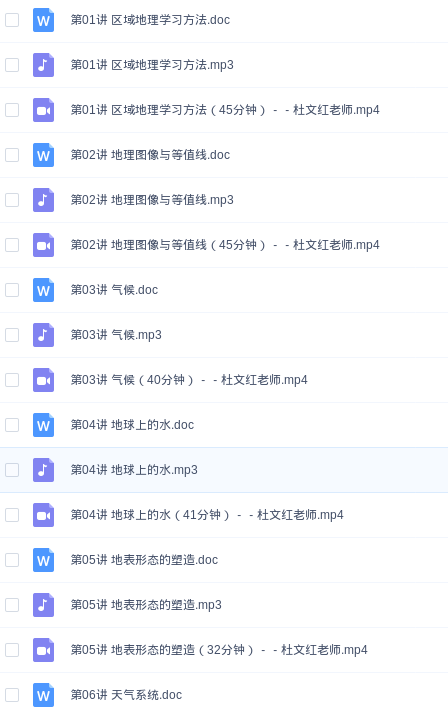 第01讲 区域地理学习方法.doc
第01讲 区域地理学习方法.mp3
第01讲 区域地理学习方法（45分钟）- - 杜文红老师.mp4
第02讲 地理图像与等值线.doc
第02讲 地理图像与等值线.mp3
第02讲 地理图像与等值线（45分钟）- - 杜文红老师.mp4
第03讲 气候.doc
第03讲 气候.mp3
第03讲 气候（40分钟）- - 杜文红老师.mp4
第04讲 地球上的水.doc
第04讲 地球上的水.mp3
第04讲 地球上的水（41分钟）- - 杜文红老师.mp4
第05讲 地表形态的塑造.doc
第05讲 地表形态的塑造.mp3
第05讲 地表形态的塑造（32分钟）- - 杜文红老师.mp4
第06讲 天气系统.doc